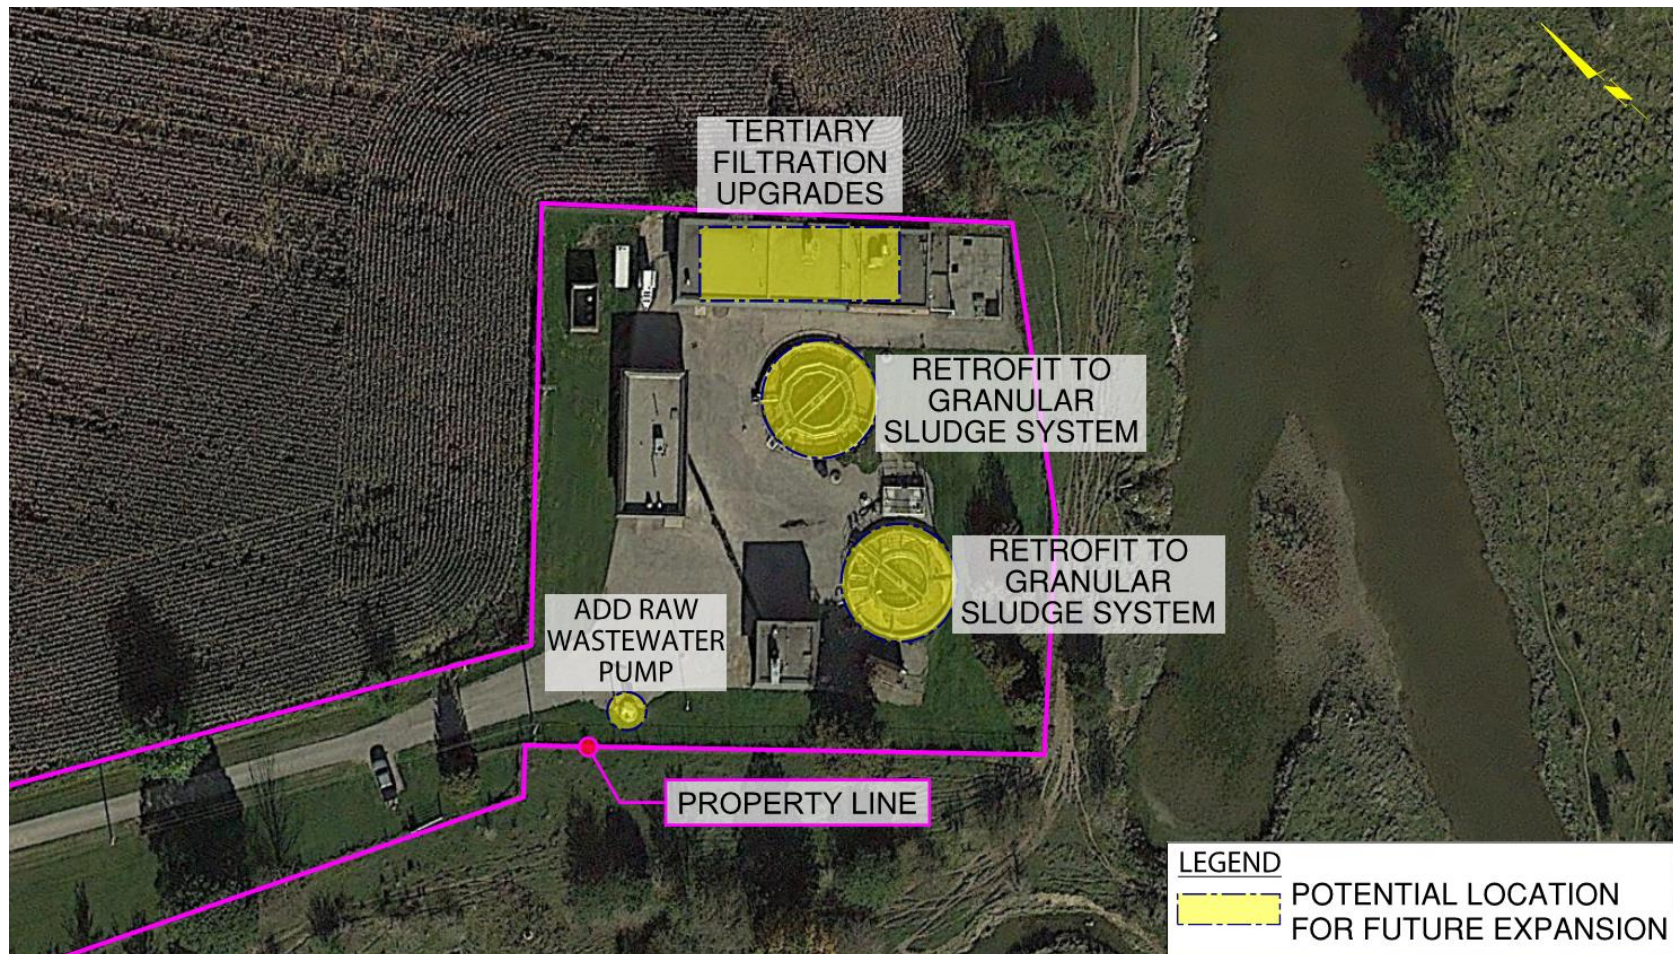 TERTIARY
FILTRATION
UPGRADES
RETROFIT TO
GRANULAR
SLUDGE SYSTEM
RETROFIT TO
GRANULAR
SLUDGE SYSTEM
ADD RAW
WASTEWATER
PUMP
PROPERTY LINE
LEGEND
POTENTIAL LOCATION
FOR FUTURE EXPANSION